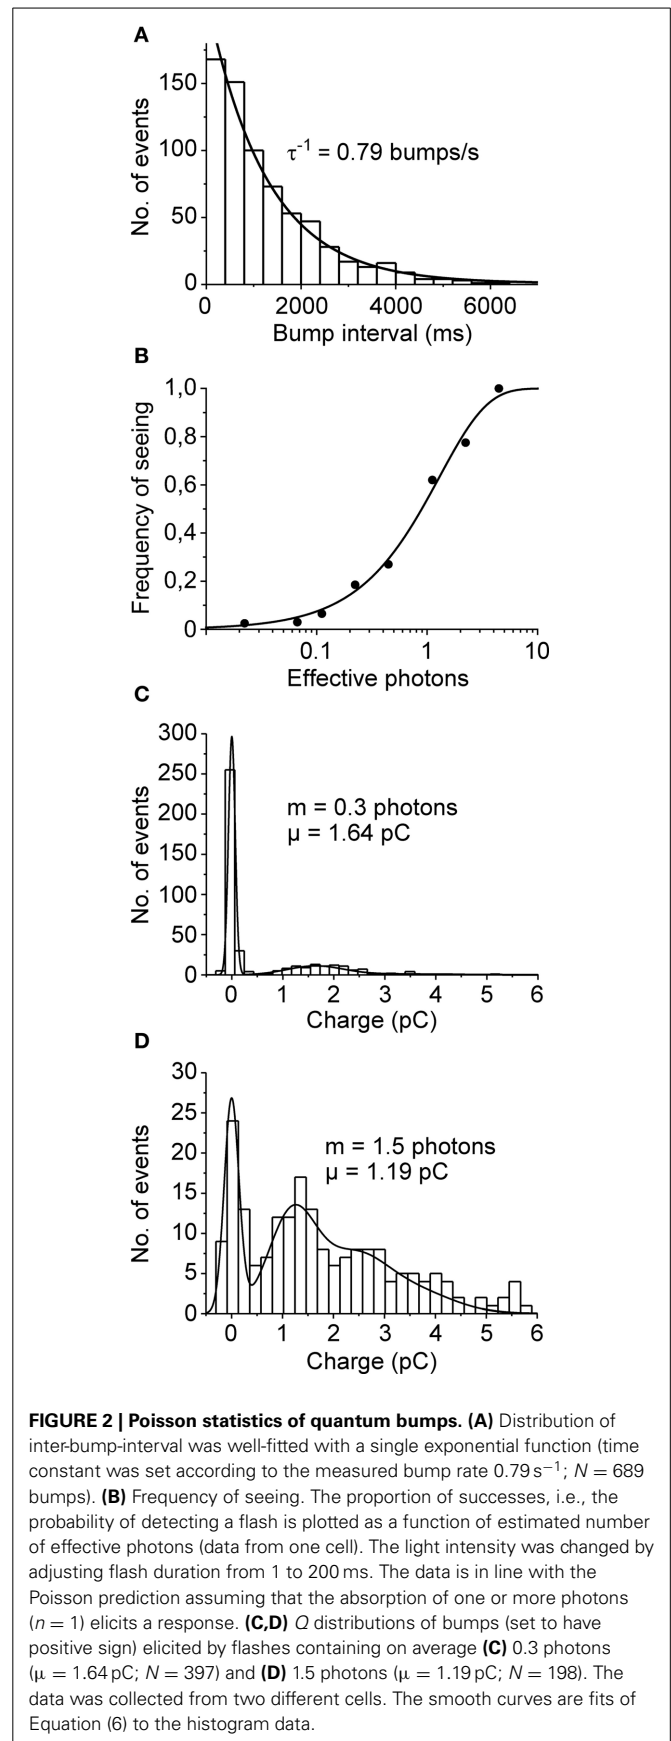 A
150
100
50
0
No. of events
τ-1 = 0.79 bumps/s
0 2000 4000 6000
Bump interval (ms)
B
1,0
0,8
0,6
0,4
0,2
0
Frequency of seeing
0.1 1 10
Effective photons
C
300
250
200
150
100
50
0
No. of events
m = 0.3 photons
μ = 1.64 pC
0 1 2 3 4 5 6
Charge (pC)
D
30
25
20
15
10
5
0
No. of events
m = 1.5 photons
μ = 1.19 pC
0 1 2 3 4 5 6
Charge (pC)
FIGURE 2 | Poisson statistics of quantum bumps. (A) Distribution of
inter-bump-interval was well-fitted with a single exponential function (time
constant was set according to the measured bump rate 0.79 s−1; N = 689
bumps). (B) Frequency of seeing. The proportion of successes, i.e., the
probability of detecting a flash is plotted as a function of estimated number
of effective photons (data from one cell). The light intensity was changed by
adjusting flash duration from 1 to 200 ms. The data is in line with the
Poisson prediction assuming that the absorption of one or more photons
(n = 1) elicits a response. (C,D) Q distributions of bumps (set to have
positive sign) elicited by flashes containing on average (C) 0.3 photons
(μ = 1.64 pC; N = 397) and (D) 1.5 photons (μ = 1.19 pC; N = 198). The
data was collected from two different cells. The smooth curves are fits of
Equation (6) to the histogram data.